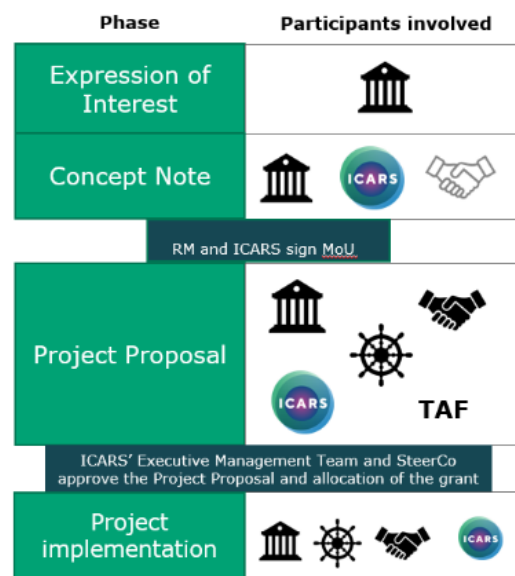 Phase
Participants involved
Expression of
Interest
Concept Note
ICARS
RM and ICARS sign MoU
Project Proposal
ICARS
TAF
ICARS' Executive Management Team and SteerCo
approve the Project Proposal and allocation of the grant
Project
implementation
ICARS